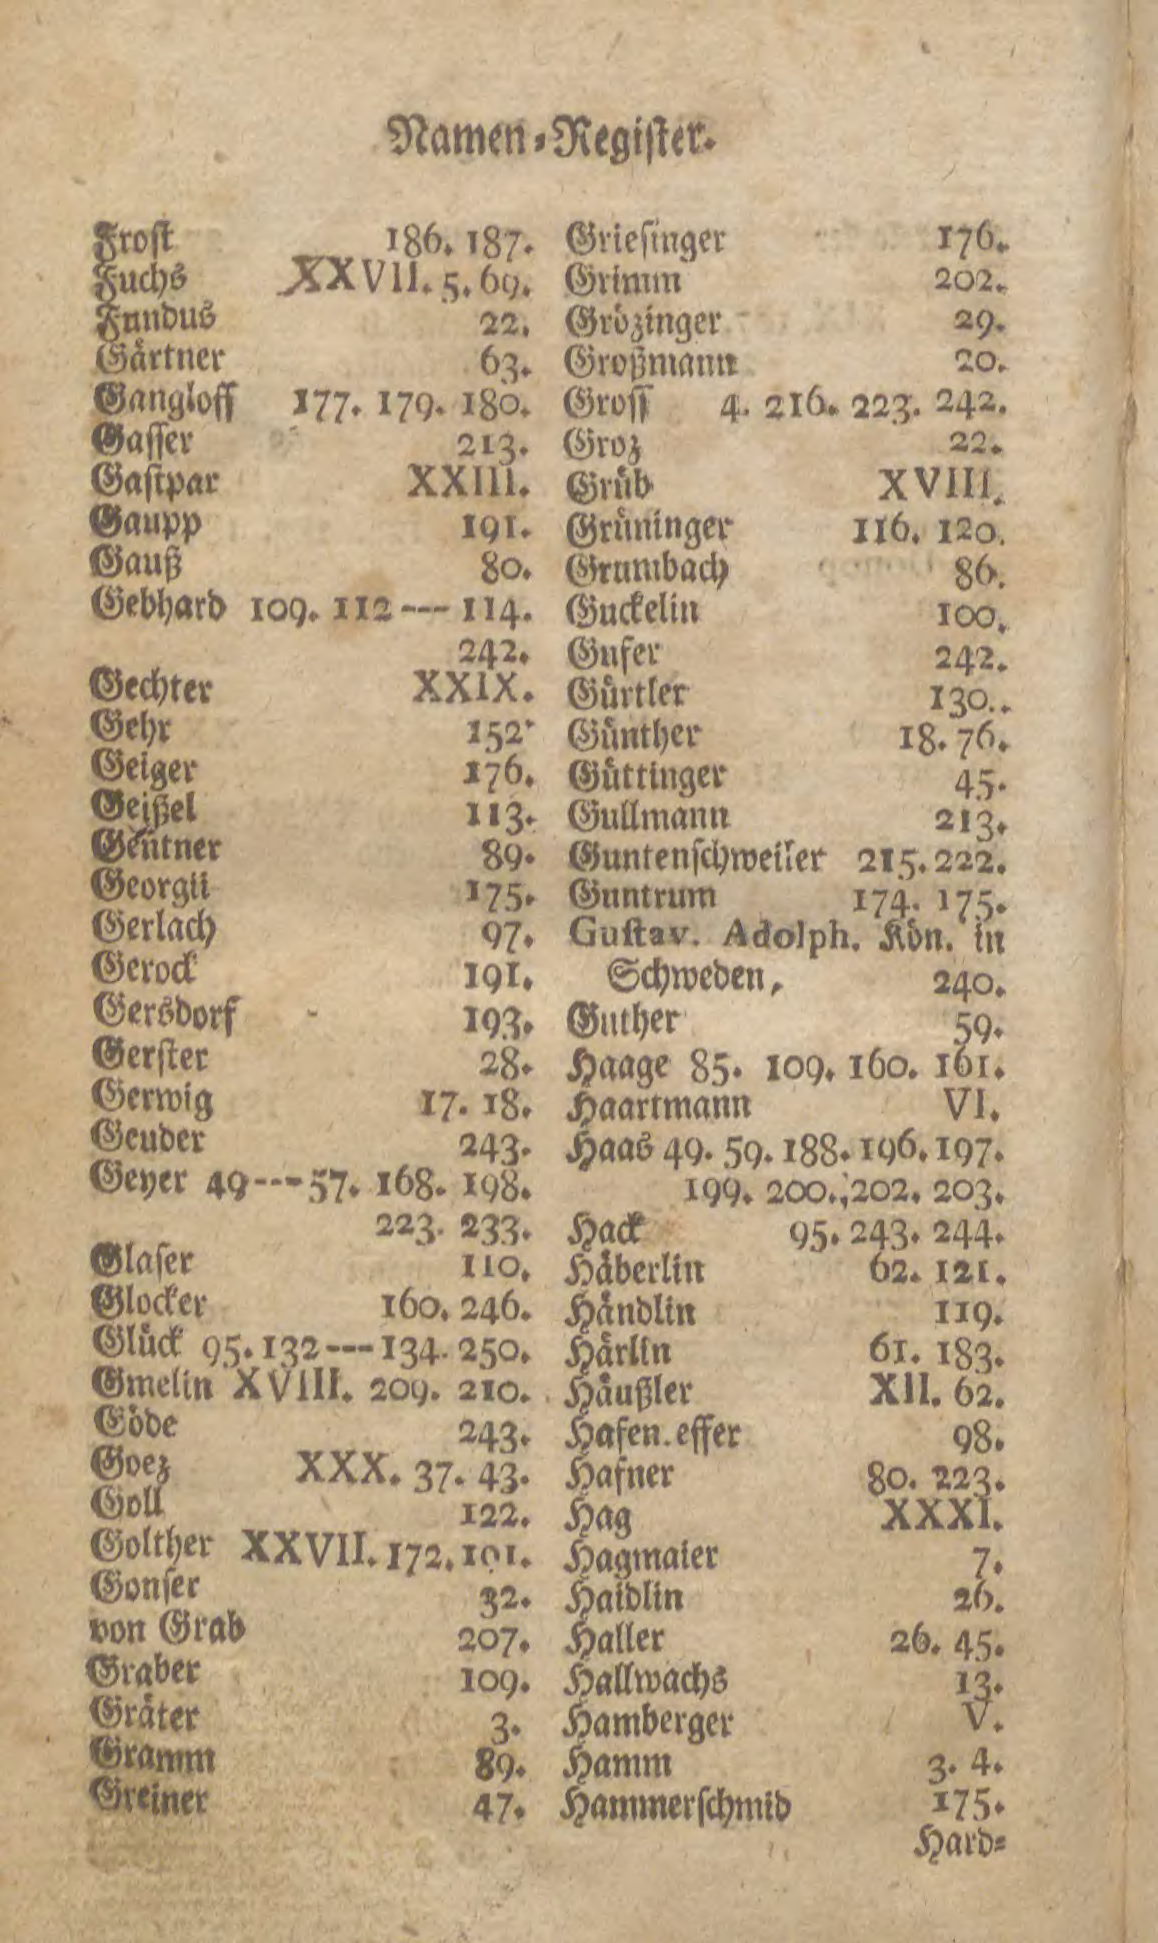 Namen-Register.
Frost 186. 187.
Fuchs XXVII. 5. 69.
Fundus 22.
Gärtner 63.
Gangloff 177. 179. 180.
Gasser 213.
Gastpar XXIII.
Gaupp 191.
Gauß 80.
Gebhard 109. 112---114.
242.
Gechter XXIX.
Gehr 152.
Geiger 176.
Geißel 113.
Gentner 89.
Georgii 175.
Gerlach 97.
Gerock 191.
Gersdorf 193.
Gerster 28.
Gerwig 17. 18.
Geuder 243.
Geyer 49---57. 168. 198.
223. 233.
Glaser 110.
Glocker 160. 246.
Glück 95. 132---134. 250.
Gmelin XVIII. 209. 210.
Göde 243.
Goez XXX. 37. 43.
Goll 122.
Golther XXVII. 172. 191.
Gonser 32.
von Grab 207.
Graber 109.
Gräter 3.
Gramm 89.
Greiner 47.
Griesinger 176.
Grimm 202.
Grözinger 29.
Großmann 20.
Gross 4. 216. 223. 242.
Groz 22.
Grüb XVIII.
Grüninger 116. 120.
Grumbach 86.
Guckelin 100.
Gufer 242.
Gürtler 130..
Günther 18. 76.
Güttinger 45.
Gullmann 213.
Guntenschweiler 215. 222.
Guntrum 174. 175.
Gustav. Adolph. Kön. in
Schweden, 240.
Guther 59.
Haage 85. 109. 160. 161.
Haartmann VI.
Haas 49. 59. 188. 196. 197.
199. 200. 202. 203.
Hack 95. 243. 244.
Häberlin 62. 121.
Händlin 119.
Härlin 61. 183.
Häußler XII. 62.
Hafen.effer 98.
Hafner 80. 223.
Hag XXXI.
Hagmaier 7.
Haidlin 26.
Haller 26. 45.
Hallwachs 13.
Hamberger V.
Hamm 3. 4.
Hammerschmid 175.
Hard-